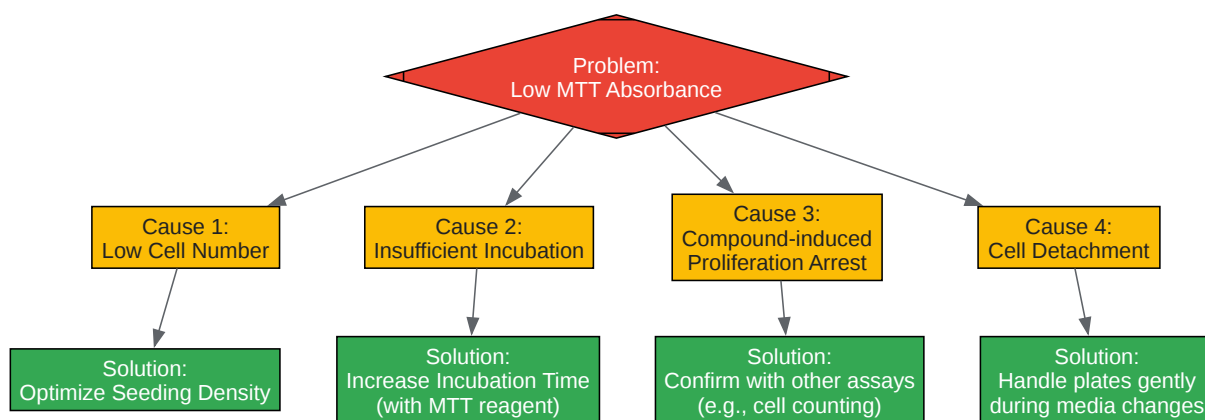 Problem:
Low MTT Absorbance
Cause 1:
Low Cell Number
Cause 2:
Insufficient Incubation
Cause 3:
Compound-induced
Proliferation Arrest
Cause 4:
Cell Detachment
Solution:
Optimize Seeding Density
Solution:
Increase Incubation Time
(with MTT reagent)
Solution:
Confirm with other assays
(e.g., cell counting)
Solution:
Handle plates gently
during media changes